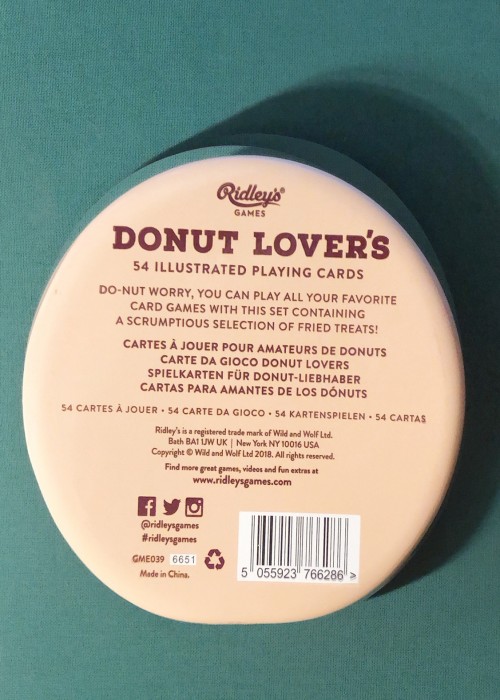 Ridley's®
GAMES
DONUT LOVER'S
54 ILLUSTRATED PLAYING CARDS
DO-NUT WORRY, YOU CAN PLAY ALL YOUR FAVORITE
CARD GAMES WITH THIS SET CONTAINING
A SCRUMPTIOUS SELECTION OF FRIED TREATS!
CARTES À JOUER POUR AMATEURS DE DONUTS
CARTE DA GIOCO DONUT LOVERS
SPIELKARTEN FÜR DONUT-LIEBHABER
CARTAS PARA AMANTES DE LOS DÓNUTS
54 CARTES À JOUER • 54 CARTE DA GIOCO • 54 KARTENSPIELEN • 54 CARTAS
Ridley's is a registered trade mark of Wild and Wolf Ltd.
Bath BA1 1JW UK | New York NY 10016 USA
Copyright © Wild and Wolf Ltd 2018. All rights reserved.
Find more great games, videos and fun extras at
www.ridleysgames.com
@ridleysgames
#ridleysgames
GME039 6651
Made in China.
5 055923 766286 >